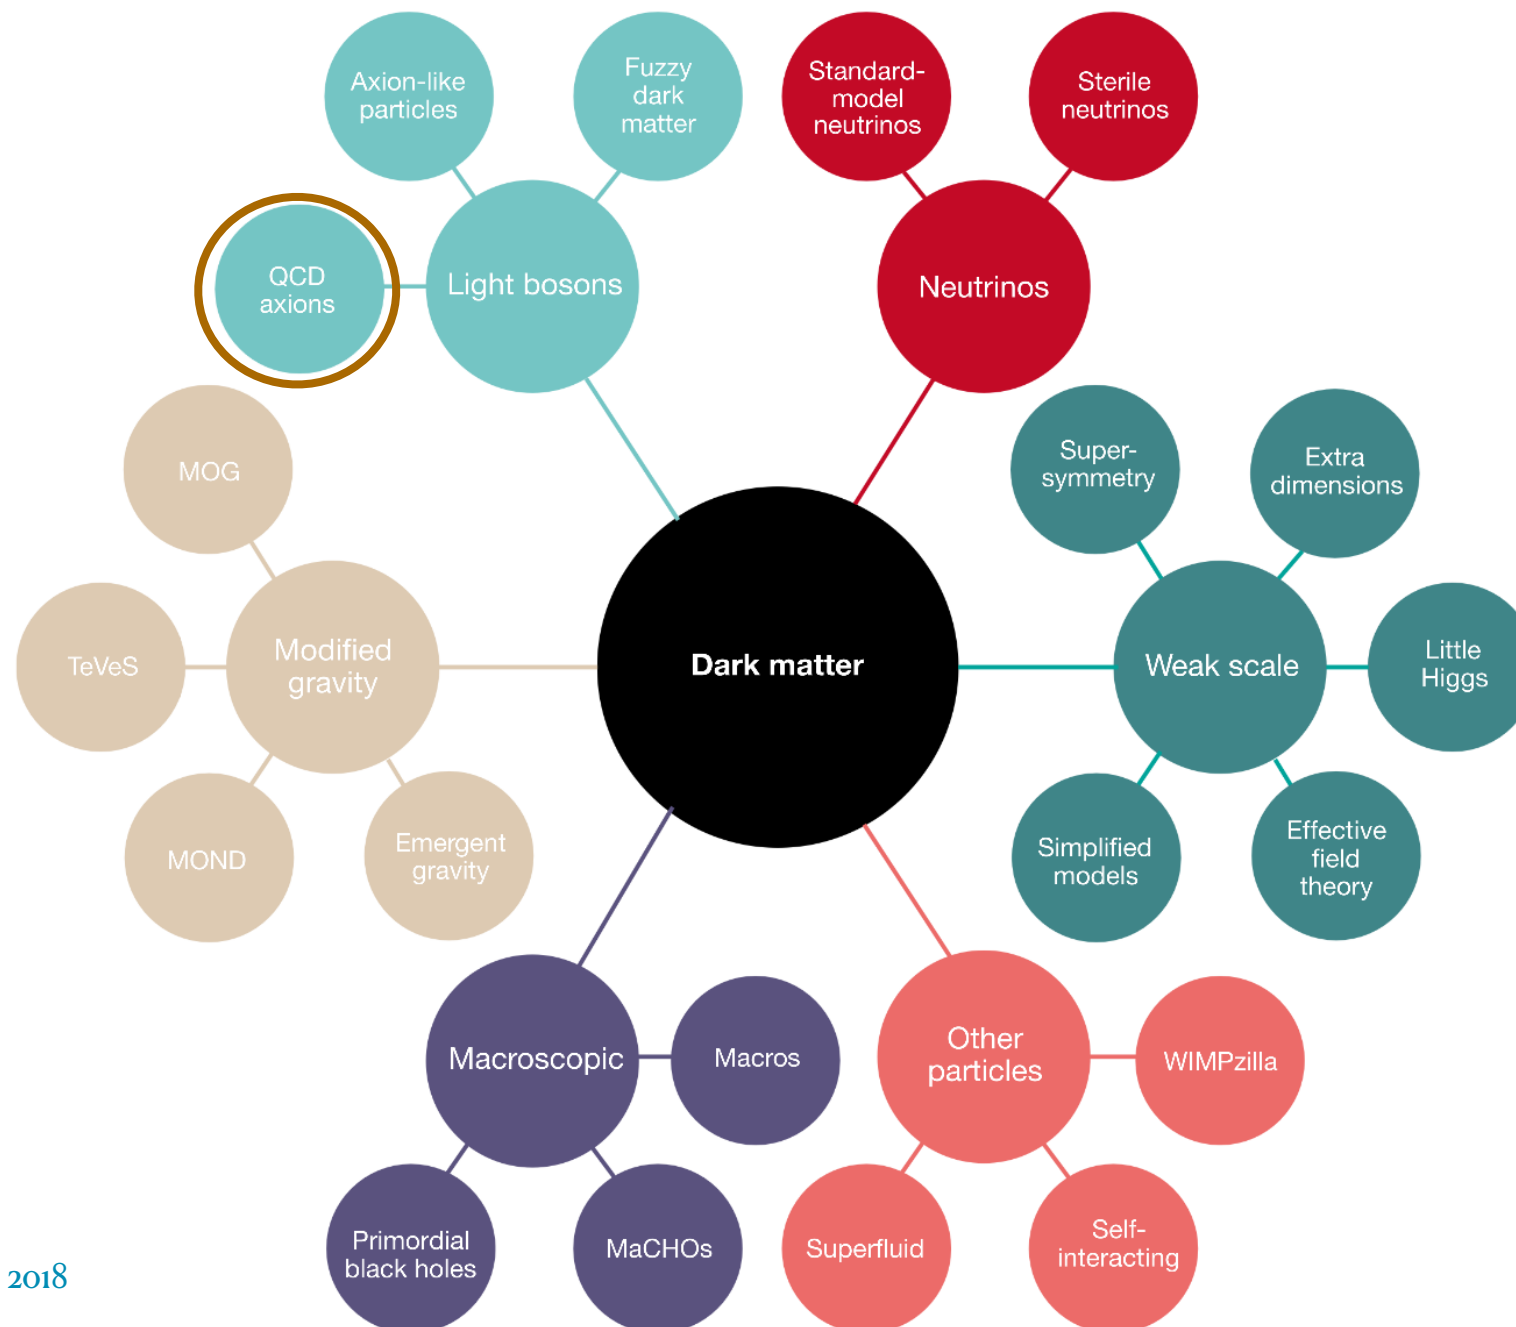 Axion-like
particles
Fuzzy
dark
matter
Standard-
model
neutrinos
Sterile
neutrinos
QCD
axions
Light bosons
Neutrinos
MOG
Super-
symmetry
Extra
dimensions
TeVeS
Modified
gravity
Dark matter
Weak scale
Little
Higgs
MOND
Emergent
gravity
Simplified
models
Effective
field
theory
Macroscopic
Macros
Other
particles
WIMPzilla
Primordial
black holes
MaCHOs
Superfluid
Self-
interacting
2018